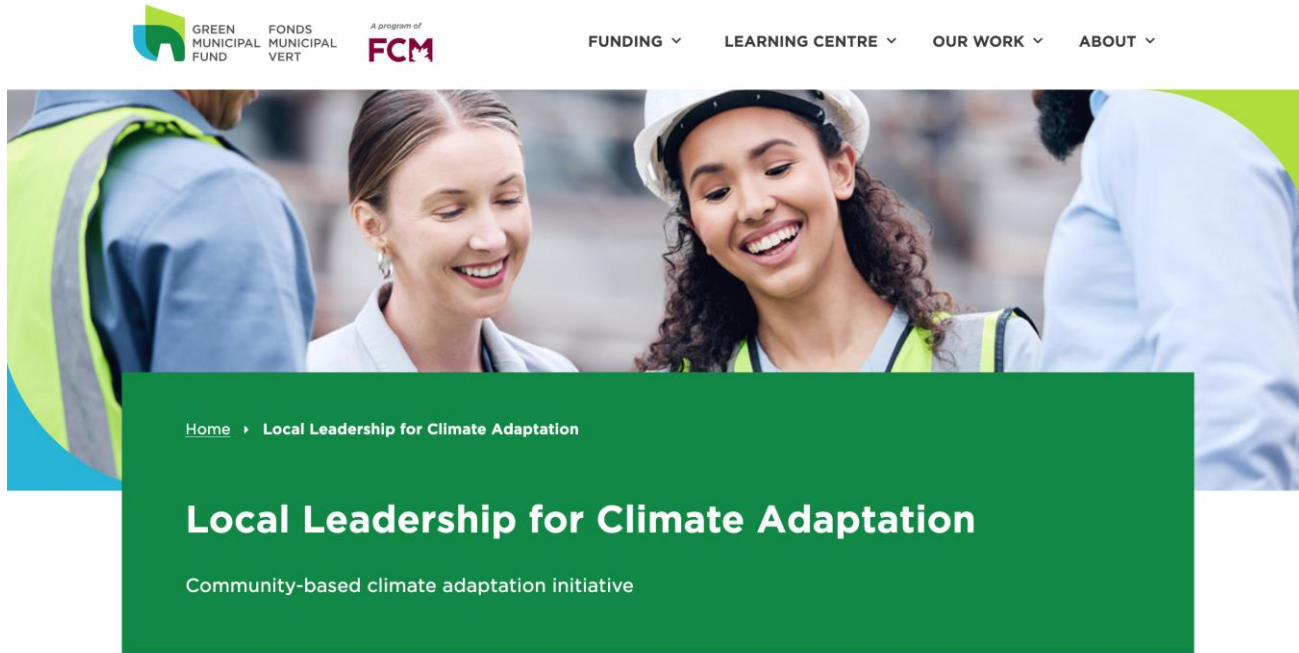 GREEN
MUNICIPAL
FUND
FONDS
MUNICIPAL
VERT
A program of
FCM
FUNDING
LEARNING CENTRE
OUR WORK
ABOUT
Home
Local Leadership for Climate Adaptation
Local Leadership for Climate Adaptation
Community-based climate adaptation initiative